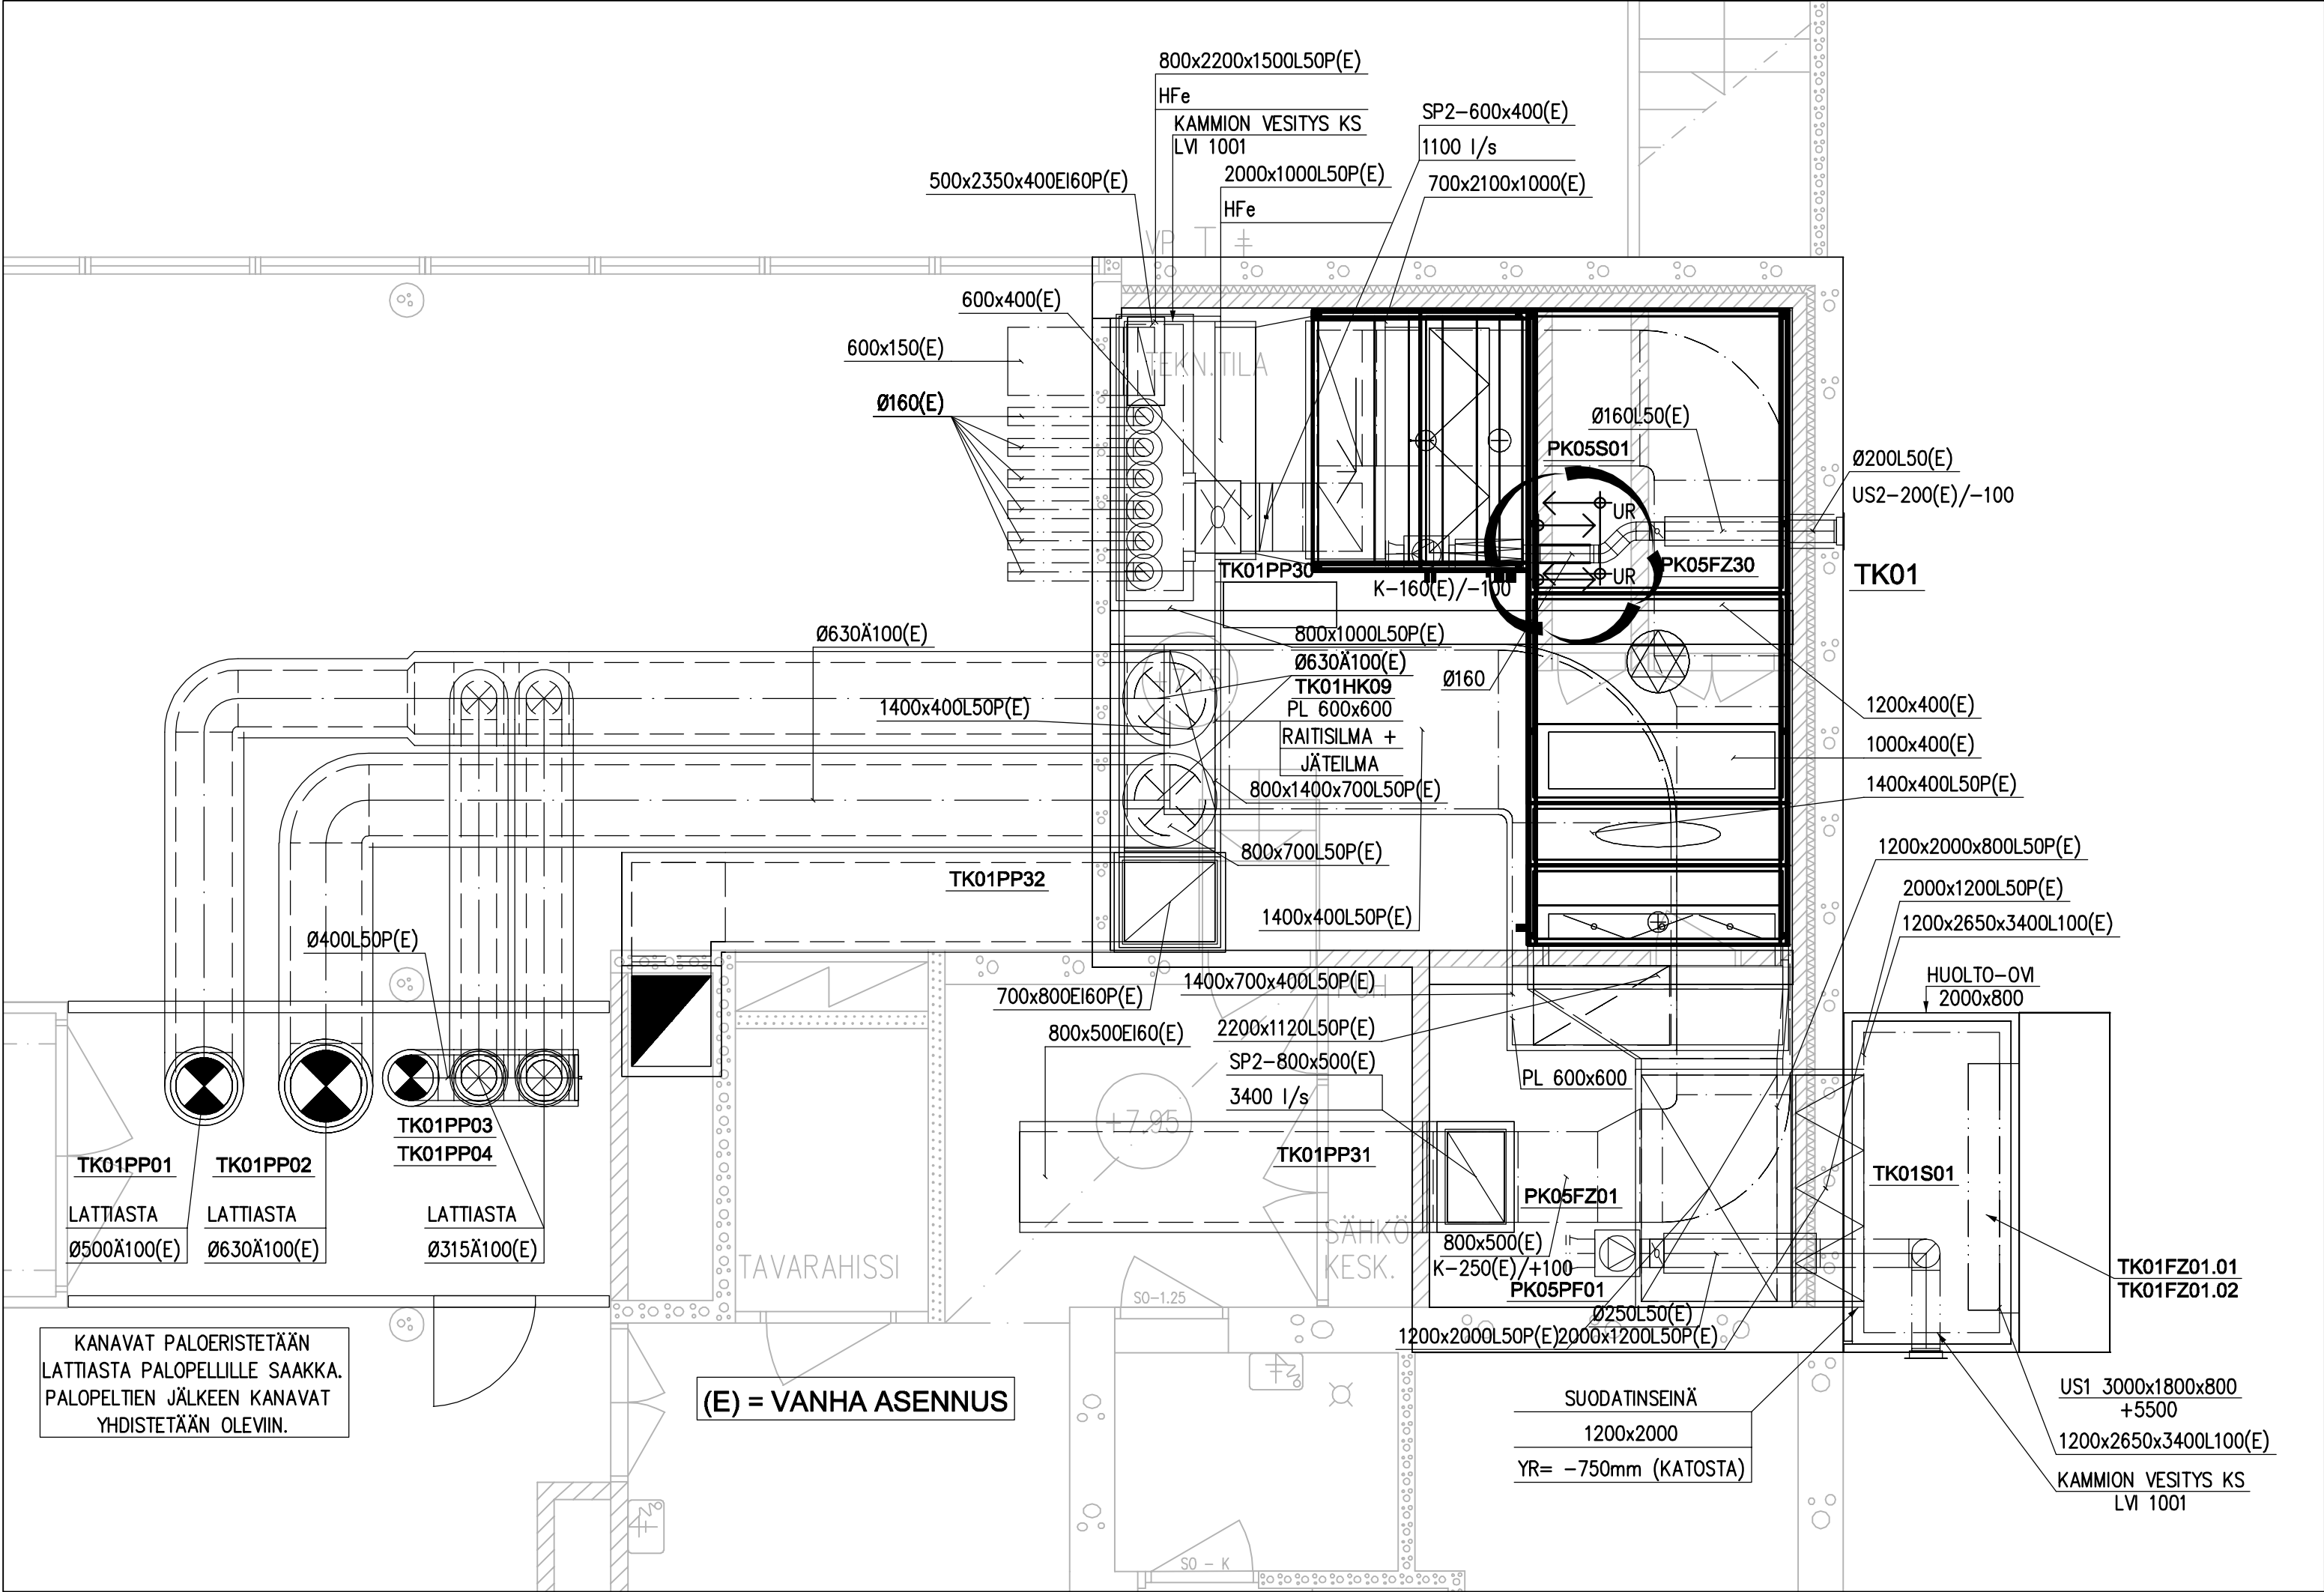 800x2200x1500L50P(E)
HFe
KAMMION VESITYS KS
LVI 1001
SP2-600x400(E)
1100 l/s
500x2350x400EI60P(E)
2000x1000L50P(E)
HFe
700x2100x1000(E)
VP T
600x400(E)
600x150(E)
TEKN.TILA
Ø160(E)
Ø160L50(E)
PK05S01
Ø200L50(E)
US2-200(E)/-100
UR
UR
PK05FZ30
TK01PP30
K-160(E)/-100
TK01
Ø630Ä100(E)
800x1000L50P(E)
Ø630Ä100(E)
TK01HK09
PL 600x600
RAITISILMA +
JÄTEILMA
Ø160
1400x400L50P(E)
1200x400(E)
1000x400(E)
1400x400L50P(E)
800x1400x700L50P(E)
800x700L50P(E)
TK01PP32
1400x400L50P(E)
1200x2000x800L50P(E)
2000x1200L50P(E)
1200x2650x3400L100(E)
Ø400L50P(E)
HUOLTO-OVI
2000x800
700x800EI60P(E)
1400x700x400L50P(E)
800x500EI60(E)
2200x1120L50P(E)
SP2-800x500(E)
3400 l/s
PL 600x600
+7.95
TK01PP03
TK01PP04
TK01PP01
TK01PP02
TK01PP31
PK05FZ01
TK01S01
LATTIASTA
Ø500Ä100(E)
LATTIASTA
Ø630Ä100(E)
LATTIASTA
Ø315Ä100(E)
TAVARAHISSI
SÄHKÖ
KESK.
800x500(E)
K-250(E)/+100
PK05PF01
TK01FZ01.01
TK01FZ01.02
SO-1.25
Ø250L50(E)
1200x2000L50P(E)
2000x1200L50P(E)
KANAVAT PALOERISTETÄÄN
LATTIASTA PALOPELLILLE SAAKKA.
PALOPELTIEN JÄLKEEN KANAVAT
YHDISTETÄÄN OLEVIIN.
(E) = VANHA ASENNUS
SUODATINSEINÄ
1200x2000
YR= -750mm (KATOSTA)
US1 3000x1800x800
+5500
1200x2650x3400L100(E)
KAMMION VESITYS KS
LVI 1001
SO - K